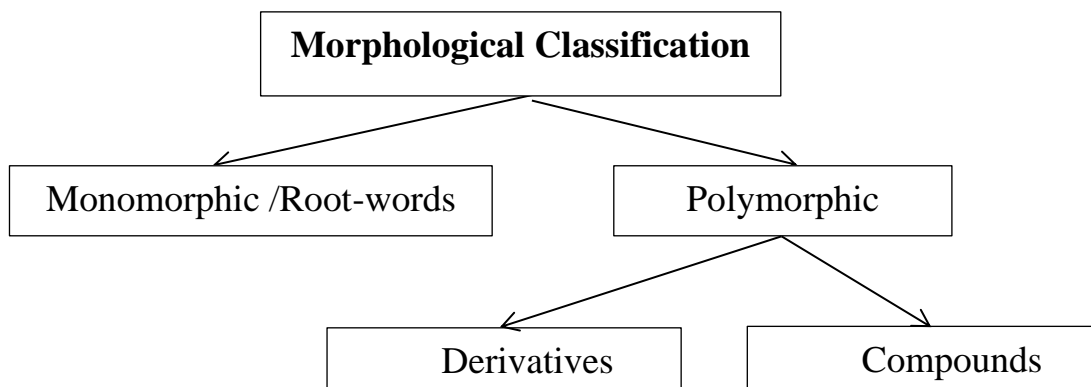 Morphological Classification
Monomorphic /Root-words
Polymorphic
Derivatives
Compounds